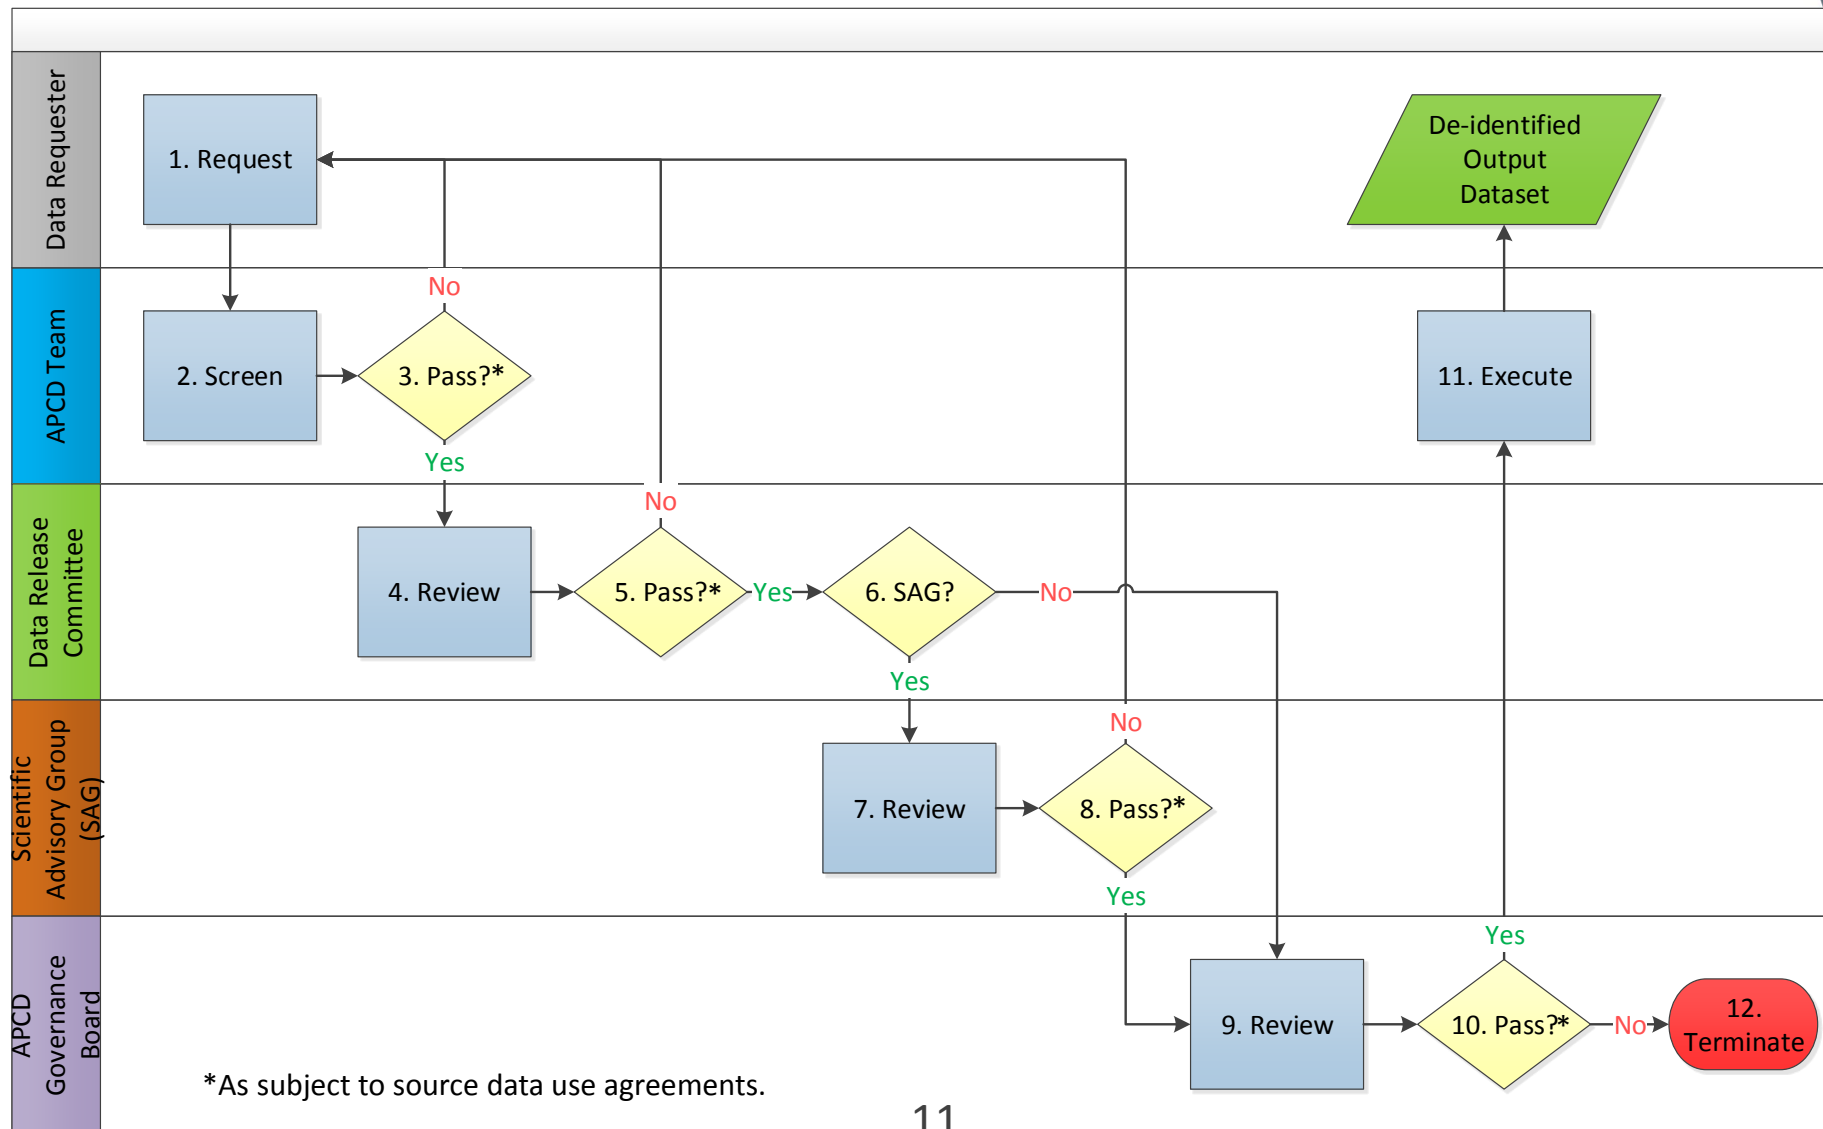 Data Requester
1. Request
De-identified
Output
Dataset
APCD Team
No
2. Screen
3. Pass?*
11. Execute
Yes
Data Release
Committee
No
4. Review
5. Pass?*
Yes
6. SAG?
No
Yes
Scientific
Advisory Group
(SAG)
No
7. Review
8. Pass?*
Yes
APCD
Governance
Board
Yes
9. Review
10. Pass?*
No
12.
Terminate
*As subject to source data use agreements.
11